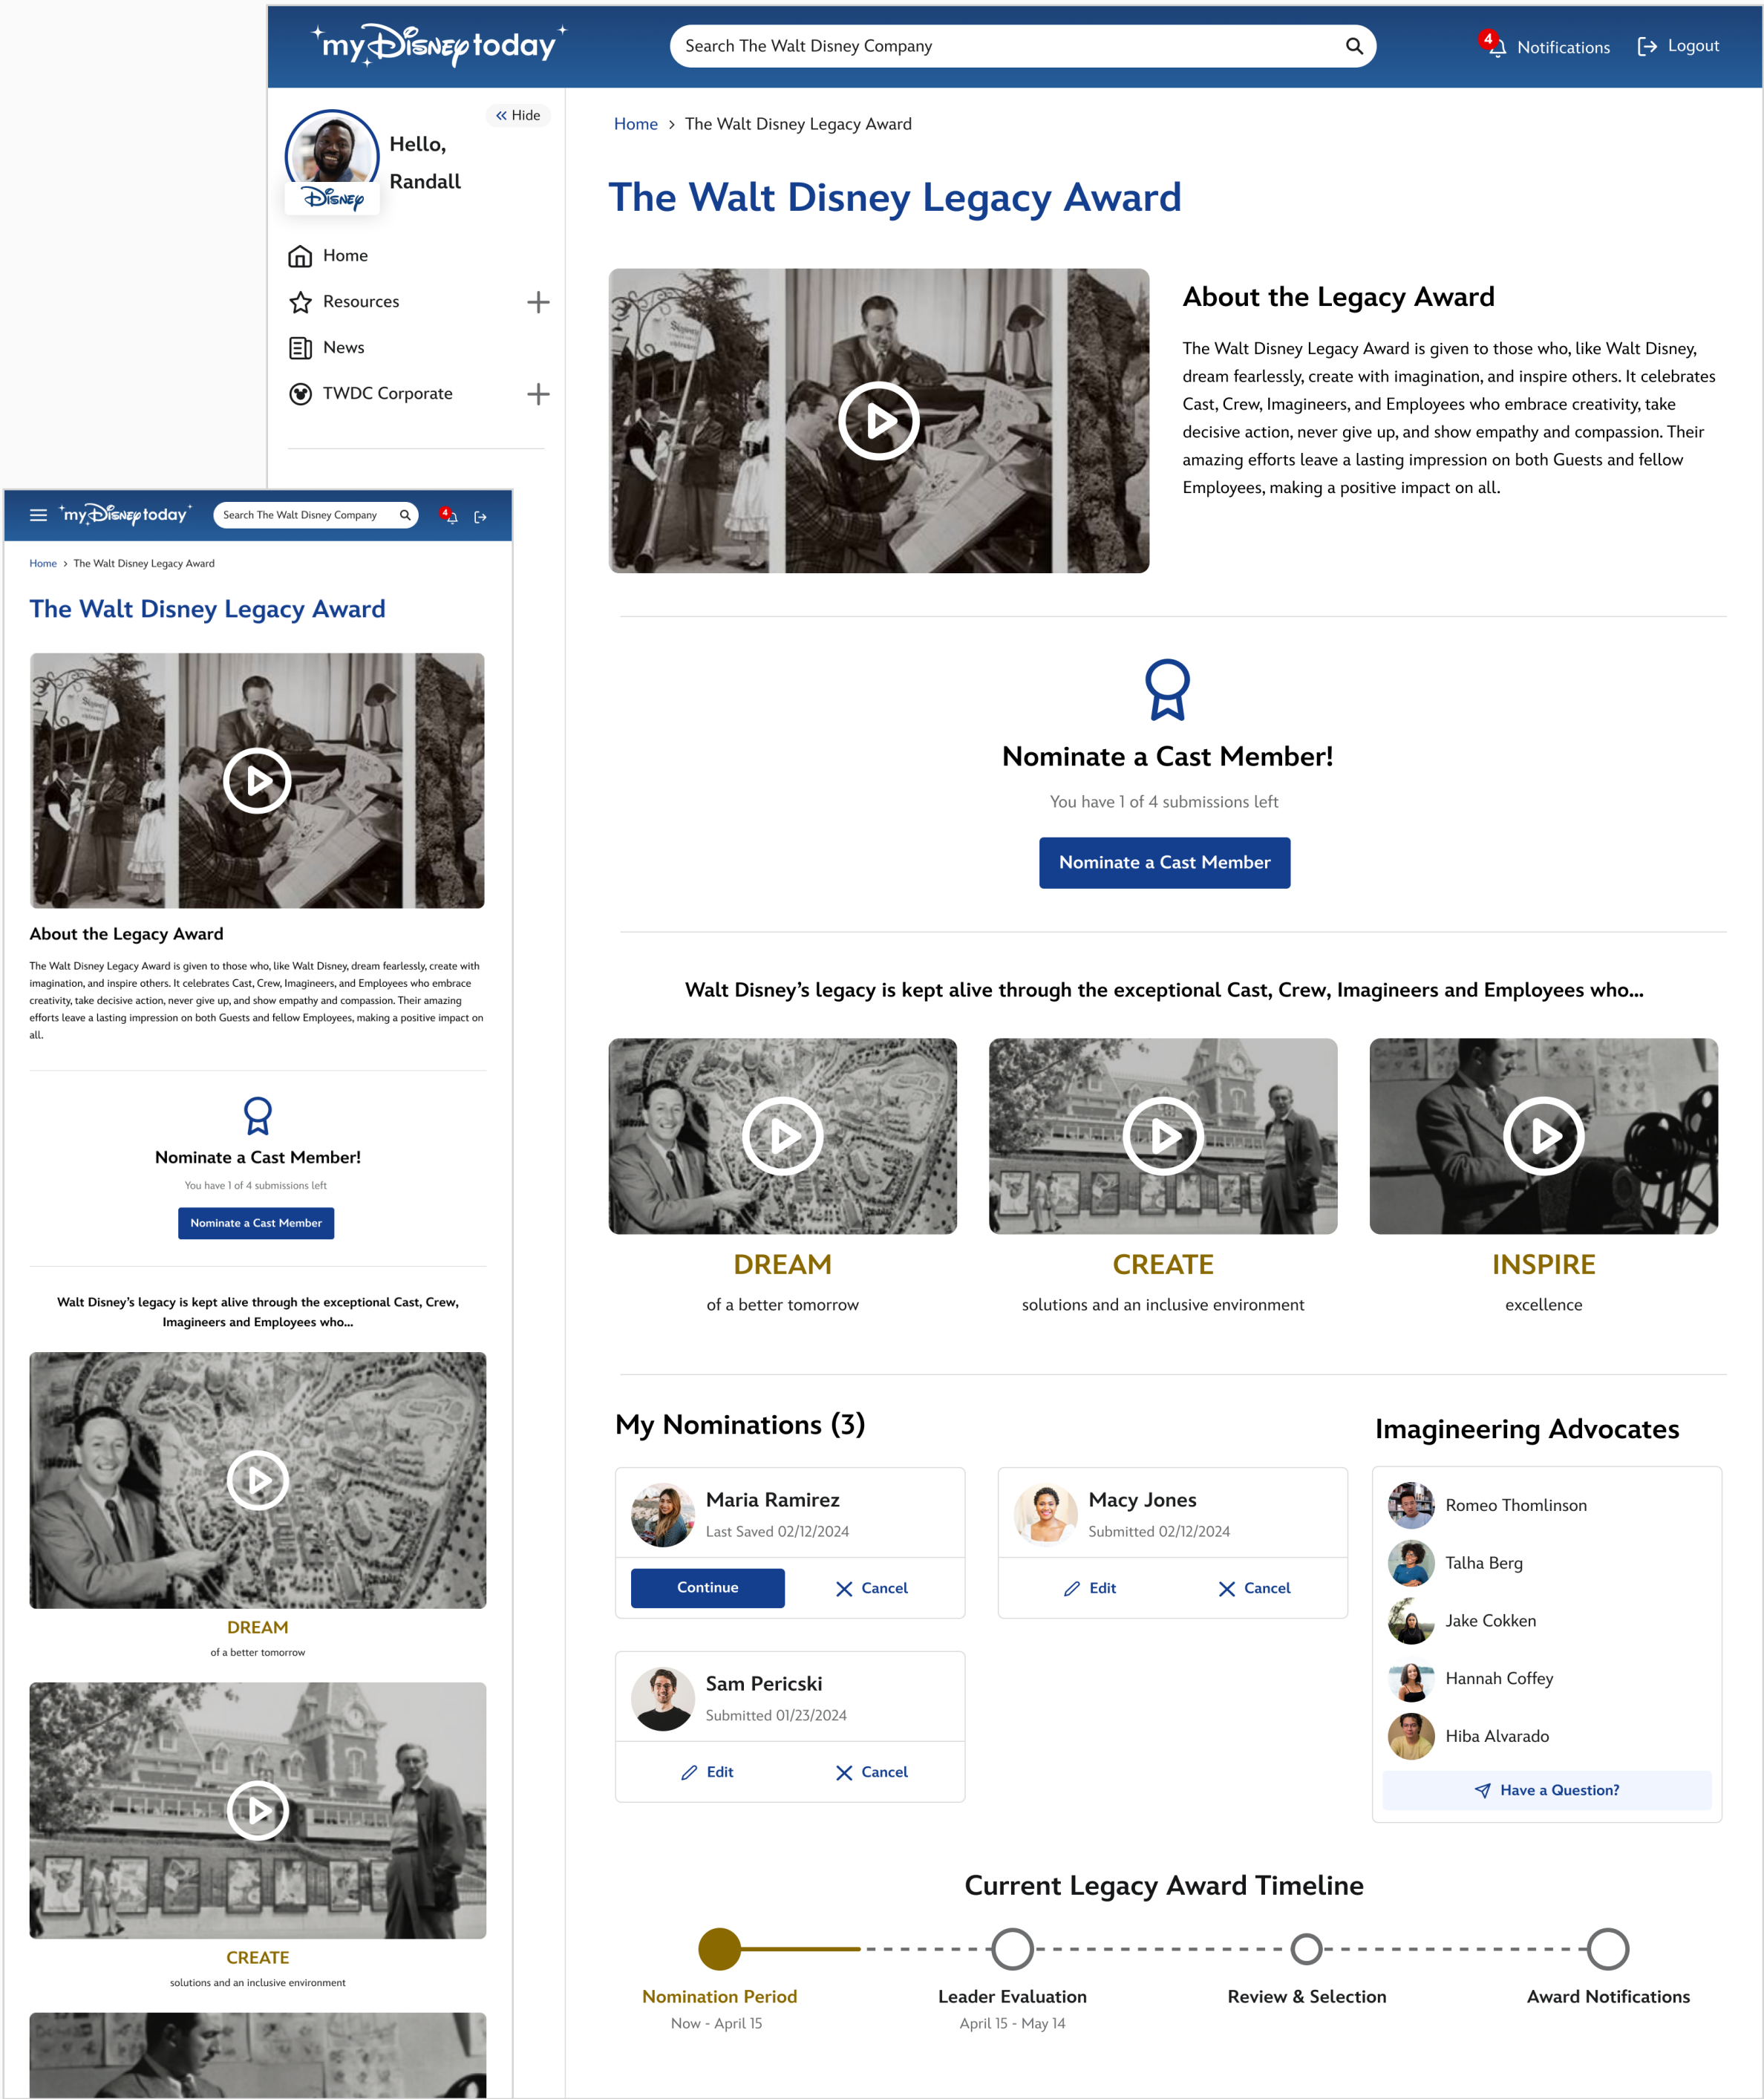 my Disney today
Search The Walt Disney Company
4
Notifications
Logout
Hide
Hello,
Randall
Disney
Home
Resources
News
TWDC Corporate
Home > The Walt Disney Legacy Award
The Walt Disney Legacy Award
About the Legacy Award
The Walt Disney Legacy Award is given to those who, like Walt Disney,
dream fearlessly, create with imagination, and inspire others. It celebrates
Cast, Crew, Imagineers, and Employees who embrace creativity, take
decisive action, never give up, and show empathy and compassion. Their
amazing efforts leave a lasting impression on both Guests and fellow
Employees, making a positive impact on all.
Nominate a Cast Member!
You have 1 of 4 submissions left
Nominate a Cast Member
Walt Disney’s legacy is kept alive through the exceptional Cast, Crew, Imagineers and Employees who...
DREAM
of a better tomorrow
CREATE
solutions and an inclusive environment
INSPIRE
excellence
My Nominations (3)
Maria Ramirez
Last Saved 02/12/2024
Continue
Cancel
Macy Jones
Submitted 02/12/2024
Edit
Cancel
Sam Pericski
Submitted 01/23/2024
Edit
Cancel
Imagineering Advocates
Romeo Thomlinson
Talha Berg
Jake Cokken
Hannah Coffey
Hiba Alvarado
Have a Question?
Current Legacy Award Timeline
Nomination Period
Now - April 15
Leader Evaluation
April 15 - May 14
Review & Selection
Award Notifications
my Disney today
Search The Walt Disney Company
4
Home > The Walt Disney Legacy Award
The Walt Disney Legacy Award
About the Legacy Award
The Walt Disney Legacy Award is given to those who, like Walt Disney, dream fearlessly, create with
imagination, and inspire others. It celebrates Cast, Crew, Imagineers, and Employees who embrace
creativity, take decisive action, never give up, and show empathy and compassion. Their amazing
efforts leave a lasting impression on both Guests and fellow Employees, making a positive impact on
all.
Nominate a Cast Member!
You have 1 of 4 submissions left
Nominate a Cast Member
Walt Disney’s legacy is kept alive through the exceptional Cast, Crew,
Imagineers and Employees who...
DREAM
of a better tomorrow
CREATE
solutions and an inclusive environment